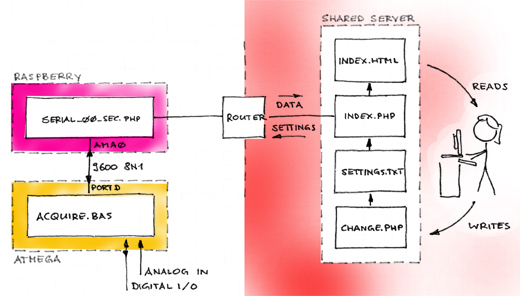 SHARED SERVER
RASPBERRY
SERIAL_00_SEC.PHP
AMA0
9600 8N1
PORTD
ACQUIRE.BAS
ATMEGA
ANALOG IN
DIGITAL I/O
ROUTER
DATA
SETTINGS
INDEX.HTML
INDEX.PHP
SETTINGS.TXT
CHANGE.PHP
READS
WRITES